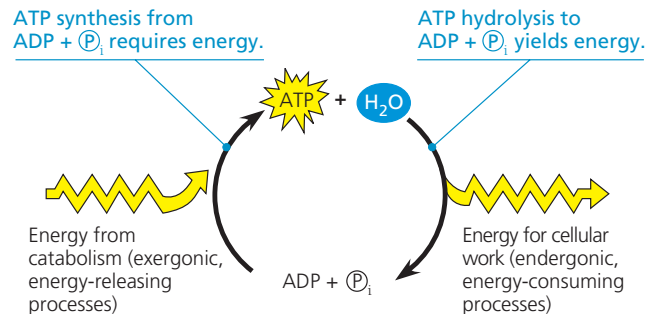 ATP synthesis from
ADP + Ⓟi requires energy.
ATP hydrolysis to
ADP + Ⓟi yields energy.
ATP + H₂O
Energy from
catabolism (exergonic,
energy-releasing
processes)
ADP + Ⓟi
Energy for cellular
work (endergonic,
energy-consuming
processes)